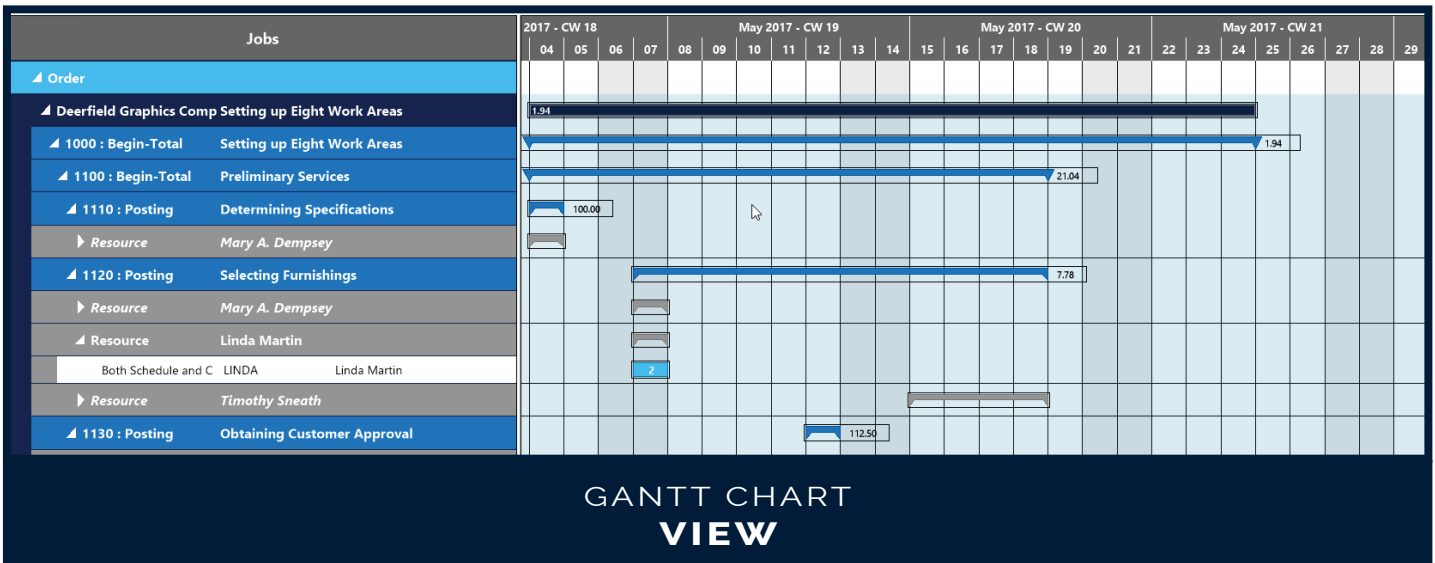 Jobs
2017 - CW 18 May 2017 - CW 19 May 2017 - CW 20 May 2017 - CW 21
04 05 06 07 08 09 10 11 12 13 14 15 16 17 18 19 20 21 22 23 24 25 26 27 28 29
Order
Deerfield Graphics Comp Setting up Eight Work Areas 1.94
1000 : Begin-Total Setting up Eight Work Areas 1.94
1100 : Begin-Total Preliminary Services 21.04
1110 : Posting Determining Specifications 100.00
Resource Mary A. Dempsey
1120 : Posting Selecting Furnishings 7.78
Resource Mary A. Dempsey
Resource Linda Martin
Both Schedule and C LINDA Linda Martin 2
Resource Timothy Sneath
1130 : Posting Obtaining Customer Approval 112.50
GANTT CHART
VIEW